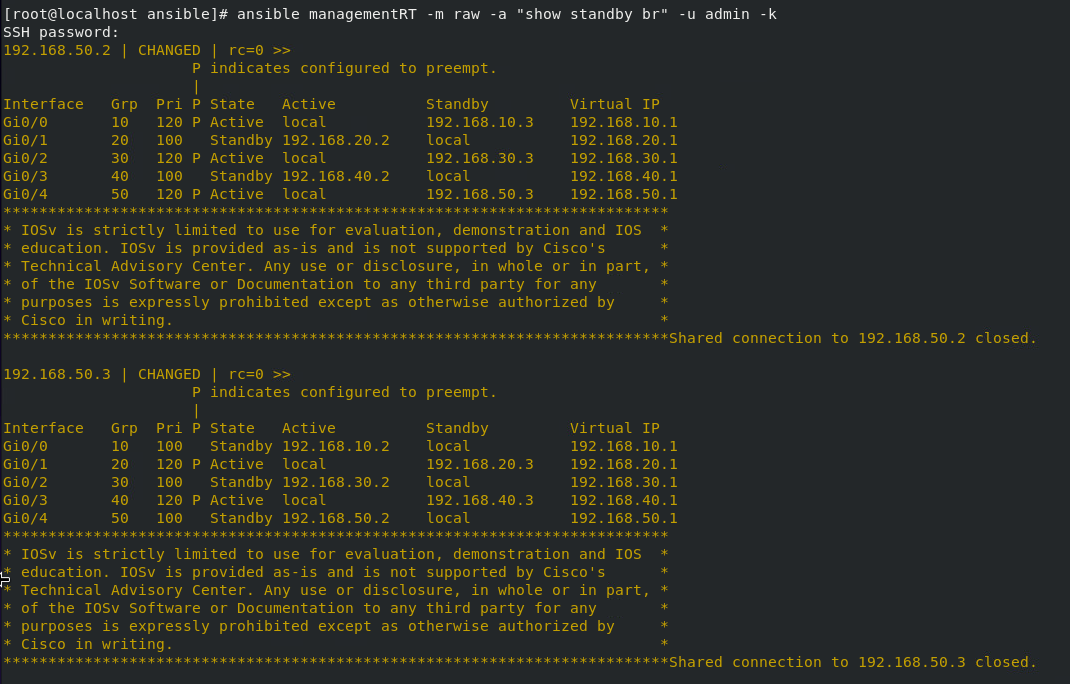 [root@localhost ansible]# ansible managementRT -m raw -a "show standby br" -u admin -k
SSH password:
192.168.50.2 | CHANGED | rc=0 >>
                     P indicates configured to preempt.
                     |
Interface   Grp  Pri P State   Active          Standby         Virtual IP
Gi0/0       10   120 P Active  local           192.168.10.3    192.168.10.1
Gi0/1       20   100   Standby 192.168.20.2    local           192.168.20.1
Gi0/2       30   120 P Active  local           192.168.30.3    192.168.30.1
Gi0/3       40   100   Standby 192.168.40.2    local           192.168.40.1
Gi0/4       50   120 P Active  local           192.168.50.3    192.168.50.1
**************************************************************************
* IOSv is strictly limited to use for evaluation, demonstration and IOS  *
* education. IOSv is provided as-is and is not supported by Cisco's      *
* Technical Advisory Center. Any use or disclosure, in whole or in part, *
* of the IOSv Software or Documentation to any third party for any       *
* purposes is expressly prohibited except as otherwise authorized by     *
* Cisco in writing.                                                      *
**************************************************************************Shared connection to 192.168.50.2 closed.

192.168.50.3 | CHANGED | rc=0 >>
                     P indicates configured to preempt.
                     |
Interface   Grp  Pri P State   Active          Standby         Virtual IP
Gi0/0       10   100   Standby 192.168.10.2    local           192.168.10.1
Gi0/1       20   120 P Active  local           192.168.20.3    192.168.20.1
Gi0/2       30   100   Standby 192.168.30.2    local           192.168.30.1
Gi0/3       40   120 P Active  local           192.168.40.3    192.168.40.1
Gi0/4       50   100   Standby 192.168.50.2    local           192.168.50.1
**************************************************************************
* IOSv is strictly limited to use for evaluation, demonstration and IOS  *
* education. IOSv is provided as-is and is not supported by Cisco's      *
* Technical Advisory Center. Any use or disclosure, in whole or in part, *
* of the IOSv Software or Documentation to any third party for any       *
* purposes is expressly prohibited except as otherwise authorized by     *
* Cisco in writing.                                                      *
**************************************************************************Shared connection to 192.168.50.3 closed.